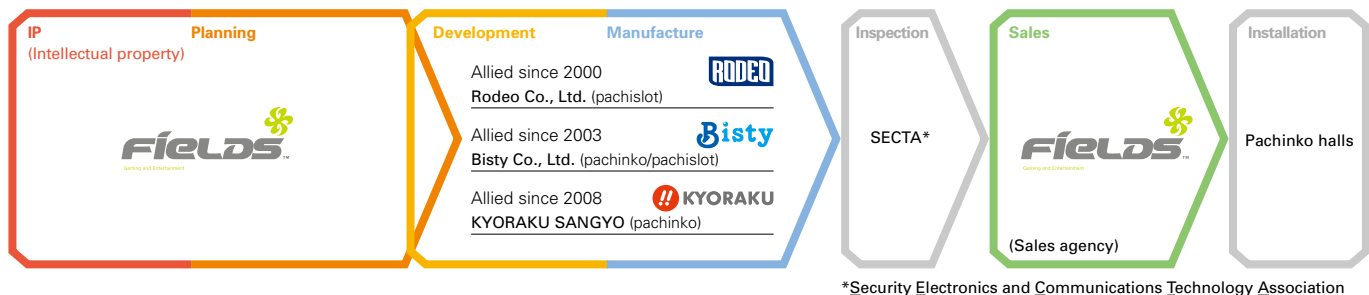 IP
(Intellectual property)
Planning
FIELDS™
Gaming and Entertainment
Development
Manufacture
Allied since 2000
RODEO
Rodeo Co., Ltd. (pachislot)
Allied since 2003
Bisty
Bisty Co., Ltd. (pachinko/pachislot)
Allied since 2008
!! KYORAKU
KYORAKU SANGYO (pachinko)
Inspection
SECTA*
Sales
FIELDS™
Gaming and Entertainment
(Sales agency)
Installation
Pachinko halls
*Security Electronics and Communications Technology Association